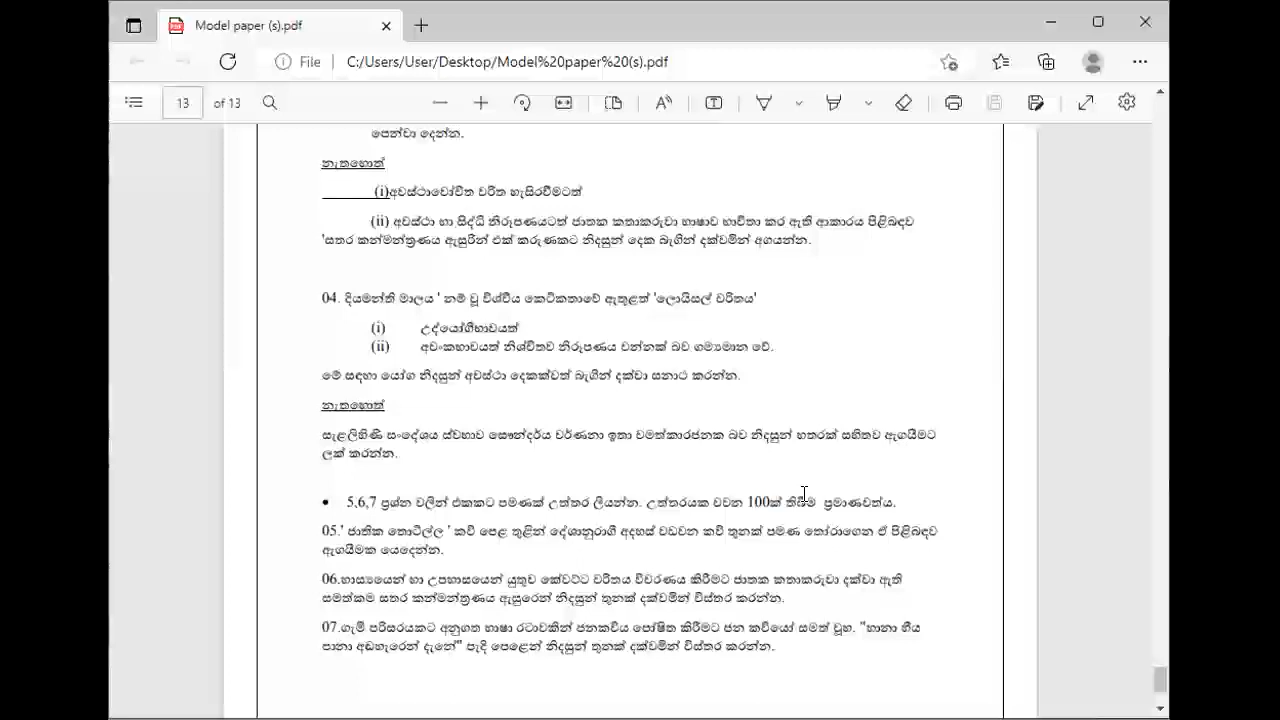 Model paper (s).pdf
File C:/Users/User/Desktop/Model%20paper%20(s).pdf
13 of 13
පෙන්වා දෙන්න.
නැතහොත්
(i)අවස්ථාවෝචිත චරිත හැසිරවීමටත්
(ii) අවස්ථා හා සිද්ධි නිරූපණයටත් ජාතක කතාකරුවා භාෂාව භාවිතා කර ඇති ආකාරය පිළිබඳව
'සතර කන්මන්ත්‍රණය ඇසුරින් එක් කරුණකට නිදසුන් දෙක බැගින් දක්වමින් අගයන්න.
04. දියමන්ති මාලය ' නම් වූ විශ්වීය කෙටිකතාවේ ඇතුළත් 'ලොයිසල් චරිතය'
(i) උද්යෝගීභාවයත්
(ii) අවංකභාවයත් නිශ්චිතව නිරූපණය වන්නක් බව ගම්‍යමාන වේ.
මේ සඳහා යෝග නිදසුන් අවස්ථා දෙකක්වත් බැගින් දක්වා සනාථ කරන්න.
නැතහොත්
සැළලිහිණි සංදේශය ස්වභාව සෞන්දර්ය වර්ණනා ඉතා චමත්කාරජනක බව නිදසුන් හතරක් සහිතව ඇගයීමට
ලක් කරන්න.
• 5,6,7 ප්‍රශ්න වලින් එකකට පමණක් උත්තර ලියන්න. උත්තරයක වචන 100ක් තිබීම ප්‍රමාණවත්ය.
05.' ජාතික තොටිල්ල ' කවි පෙළ තුළින් දේශානුරාගී අදහස් වඩවන කවි තුනක් පමණ තෝරාගෙන ඒ පිළිබඳව
ඇගයීමක යෙදෙන්න.
06.හාස්‍යයෙන් හා උපහාසයෙන් යුතුව කේවට්ට චරිතය විවරණය කිරීමට ජාතක කතාකරුවා දක්වා ඇති
සමත්කම සතර කන්මන්ත්‍රණය ඇසුරෙන් නිදසුන් තුනක් දක්වමින් විස්තර කරන්න.
07.ගැමි පරිසරයකට අනුගත භාෂා රටාවකින් ජනකවිය පෝෂිත කිරීමට ජන කවියෝ සමත් වූහ. "හානා හීය
පානා අඬහැරෙන් දැනේ" පැදි පෙළෙන් නිදසුන් තුනක් දක්වමින් විස්තර කරන්න.